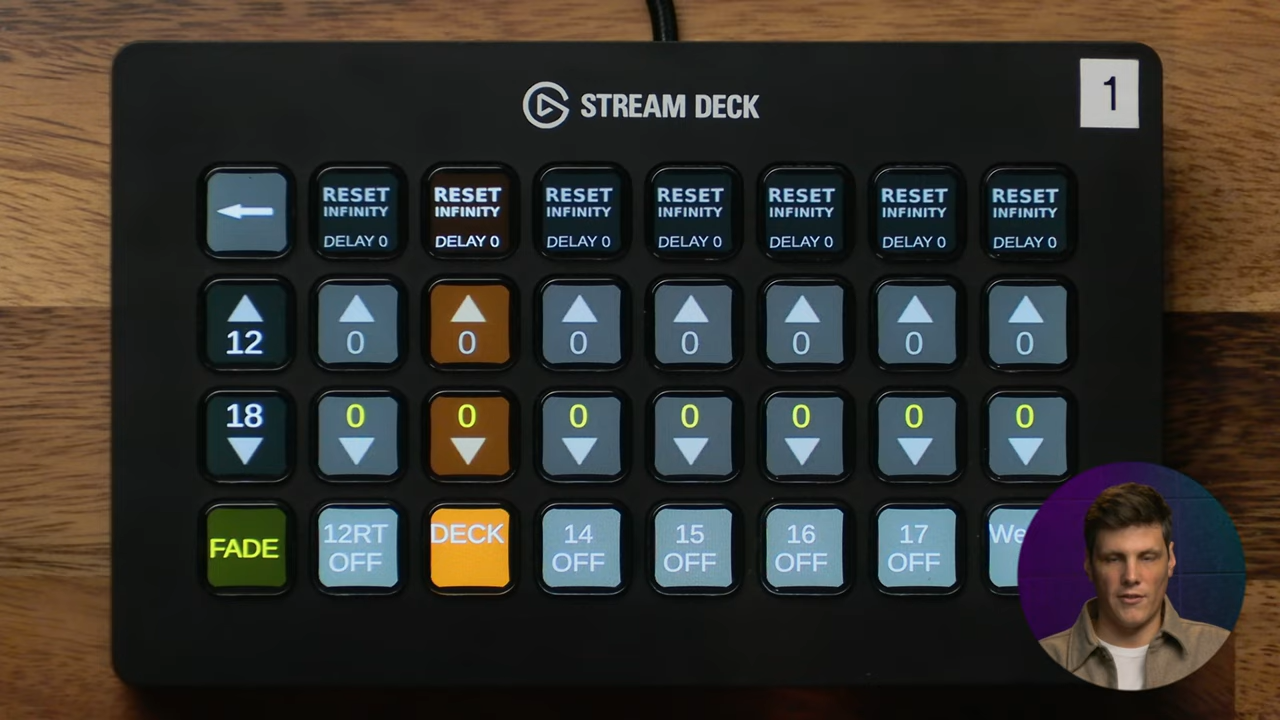 STREAM DECK
1
RESET RESET RESET RESET RESET RESET RESET
INFINITY INFINITY INFINITY INFINITY INFINITY INFINITY INFINITY
DELAY 0 DELAY 0 DELAY 0 DELAY 0 DELAY 0 DELAY 0 DELAY 0
12 0 0 0 0 0 0 0
18 0 0 0 0 0 0 0
FADE 12RT DECK 14 15 16 17 We
OFF OFF OFF OFF OFF